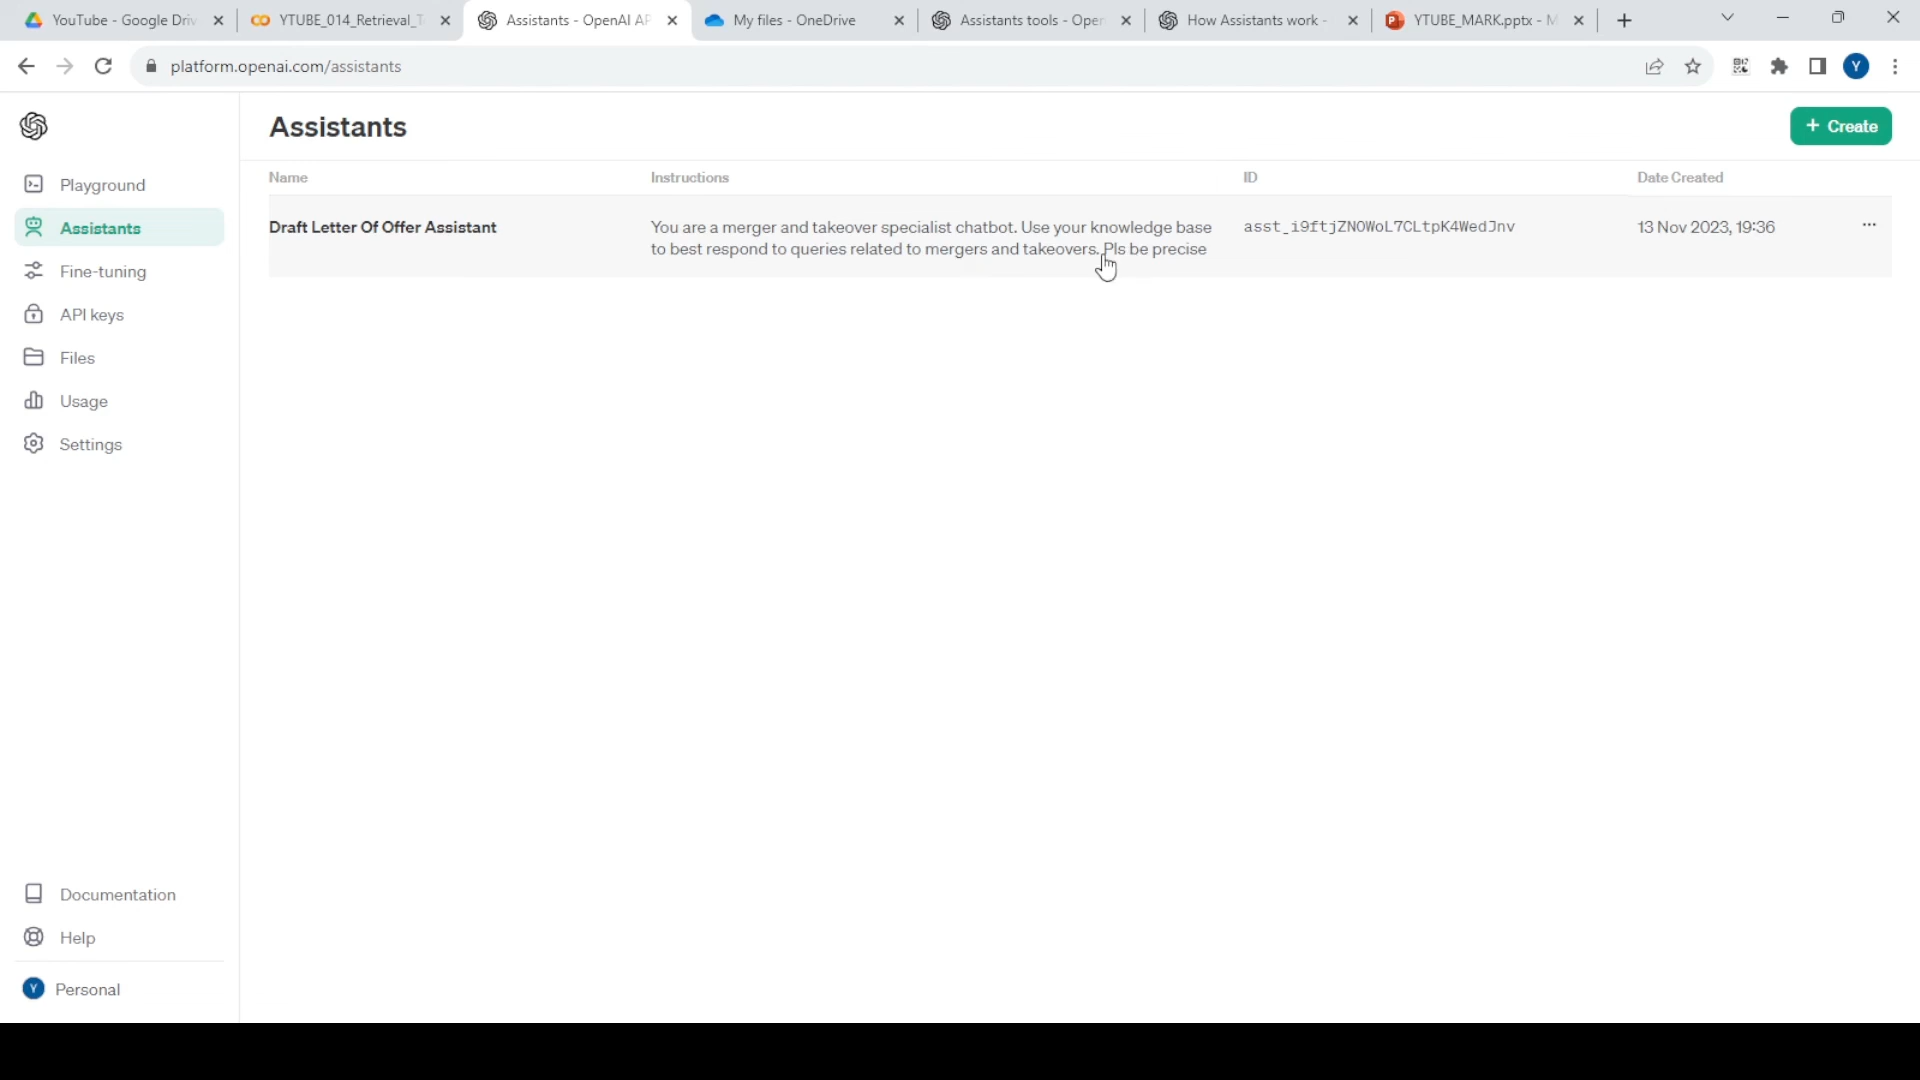 YouTube - Google Driv
YTUBE_014_Retrieval_T
Assistants - OpenAI AP
My files - OneDrive
Assistants tools - Open
How Assistants work -
YTUBE_MARK.pptx - M
platform.openai.com/assistants
Y
Assistants
+ Create
Playground
Assistants
Fine-tuning
API keys
Files
Usage
Settings
Name
Instructions
ID
Date Created
Draft Letter Of Offer Assistant
You are a merger and takeover specialist chatbot. Use your knowledge base
to best respond to queries related to mergers and takeovers. Pls be precise
asst_i9ftjZNOWoL7CLtpK4WedJnv
13 Nov 2023, 19:36
Documentation
Help
Y
Personal